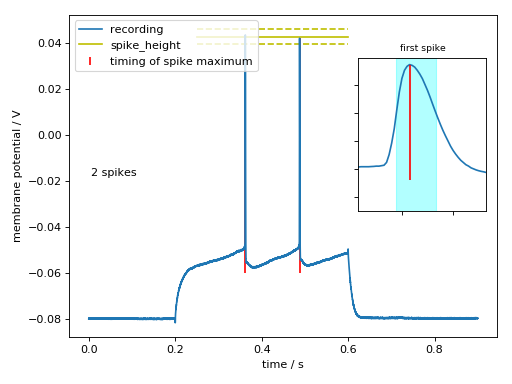 recording
spike_height
timing of spike maximum
first spike
2 spikes
membrane potential / V
0.04
0.02
0.00
−0.02
−0.04
−0.06
−0.08
0.0 0.2 0.4 0.6 0.8
time / s